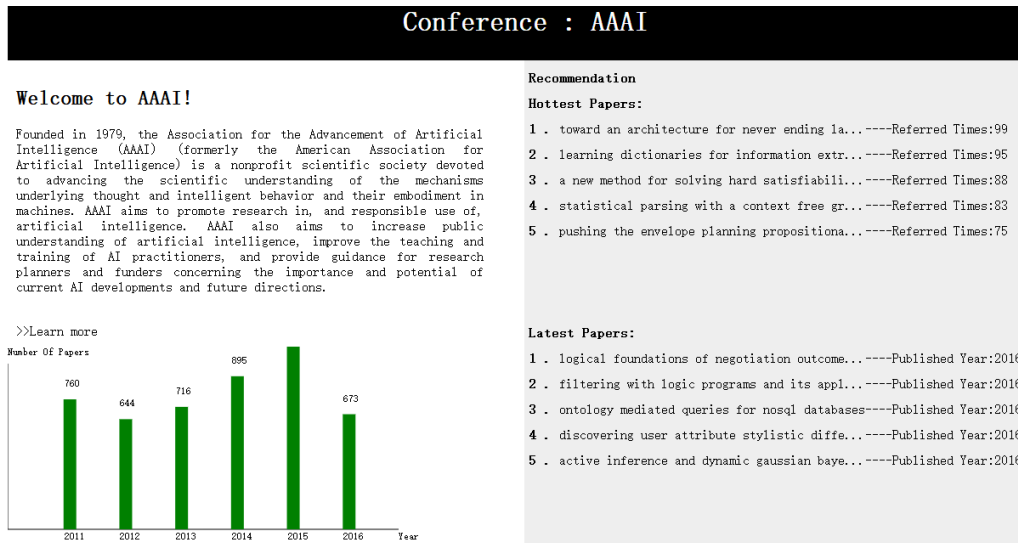 Conference : AAAI
Welcome to AAAI!
Founded in 1979, the Association for the Advancement of Artificial
Intelligence (AAAI) (formerly the American Association for
Artificial Intelligence) is a nonprofit scientific society devoted
to advancing the scientific understanding of the mechanisms
underlying thought and intelligent behavior and their embodiment in
machines. AAAI aims to promote research in, and responsible use of,
artificial intelligence. AAAI also aims to increase public
understanding of artificial intelligence, improve the teaching and
training of AI practitioners, and provide guidance for research
planners and funders concerning the importance and potential of
current AI developments and future directions.
>>Learn more
Number Of Papers
760
644
716
895
673
2011
2012
2013
2014
2015
2016
Year
Recommendation
Hottest Papers:
1 . toward an architecture for never ending la...----Referred Times:99
2 . learning dictionaries for information extr...----Referred Times:95
3 . a new method for solving hard satisfiabili...----Referred Times:88
4 . statistical parsing with a context free gr...----Referred Times:83
5 . pushing the envelope planning propositiona...----Referred Times:75
Latest Papers:
1 . logical foundations of negotiation outcome...----Published Year:2016
2 . filtering with logic programs and its appl...----Published Year:2016
3 . ontology mediated queries for nosql databases----Published Year:2016
4 . discovering user attribute stylistic diffe...----Published Year:2016
5 . active inference and dynamic gaussian baye...----Published Year:2016